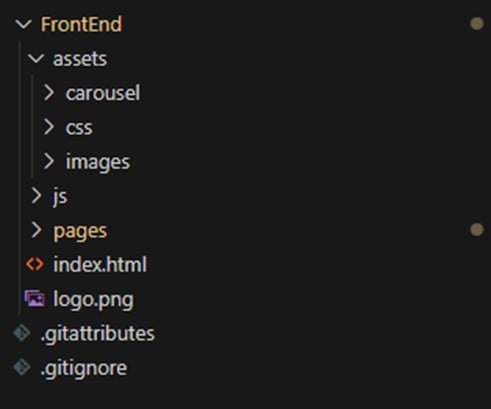 FrontEnd
assets
carousel
css
images
js
pages
index.html
logo.png
.gitattributes
.gitignore